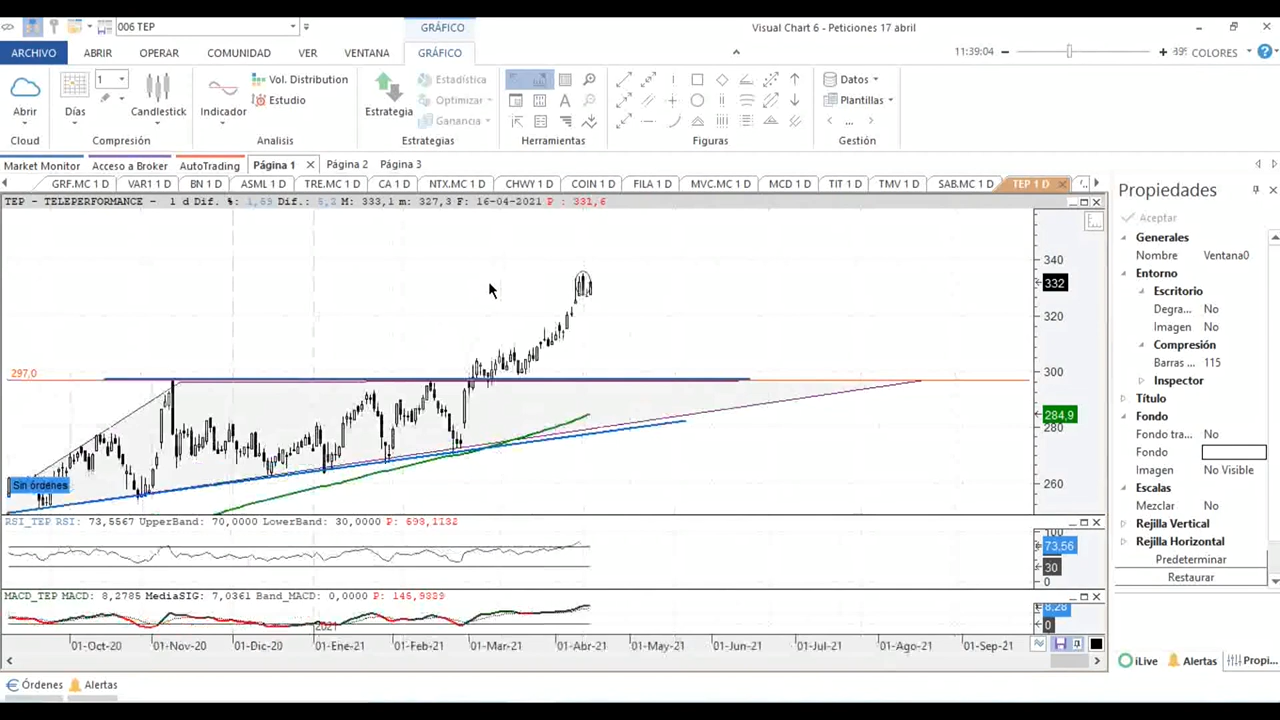 006 TEP
GRÁFICO
Visual Chart 6 - Peticiones 17 abril
ARCHIVO ABRIR OPERAR COMUNIDAD VER VENTANA GRÁFICO
11:39:04 COLORES
1 Vol. Distribution Estadística Datos
Abrir Días Candlestick Indicador Estudio Estrategia Optimizar Plantillas
Ganancia
Cloud Compresión Analisis Estrategias Herramientas Figuras Gestión
Market Monitor Acceso a Broker AutoTrading Página 1 Página 2 Página 3
GRF.MC 1 D VAR1 1 D BN 1 D ASML 1 D TRE.MC 1 D CA 1 D NTX.MC 1 D CHWY 1 D COIN 1 D FILA 1 D MVC.MC 1 D MCD 1 D TIT 1 D TMV 1 D SAB.MC 1 D TEP 1 D
TEP - TELEPERFORMANCE - 1 d Dif. %: 1,59 Dif.: 5,2 M: 333,1 m: 327,3 F: 16-04-2021 P : 331,6
340
332
320
300
297,0
284,9
280
260
Sin órdenes
RSI_TEP RSI: 73,5567 UpperBand: 70,0000 LowerBand: 30,0000 P: 693,1132
100
73,56
30
0
MACD_TEP MACD: 8,2785 MediaSIG: 7,0361 Band_MACD: 0,0000 P: 145,9333
8,28
0
2021
01-Oct-20 01-Nov-20 01-Dic-20 01-Ene-21 01-Feb-21 01-Mar-21 01-Abr-21 01-May-21 01-Jun-21 01-Jul-21 01-Ago-21 01-Sep-21
Órdenes Alertas
Propiedades
Aceptar
Generales
Nombre Ventana0
Entorno
Escritorio
Degra... No
Imagen No
Compresión
Barras ... 115
Inspector
Título
Fondo
Fondo tra... No
Fondo
Imagen No Visible
Escalas
Mezclar No
Rejilla Vertical
Rejilla Horizontal
Predeterminar
Restaurar
iLive Alertas Propi...